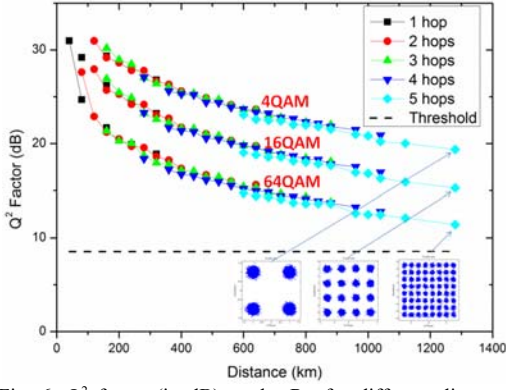 Q² Factor (dB)
30
20
10
0
0
200
400
600
800
1000
1200
1400
Distance (km)
1 hop
2 hops
3 hops
4 hops
5 hops
Threshold
4QAM
16QAM
64QAM